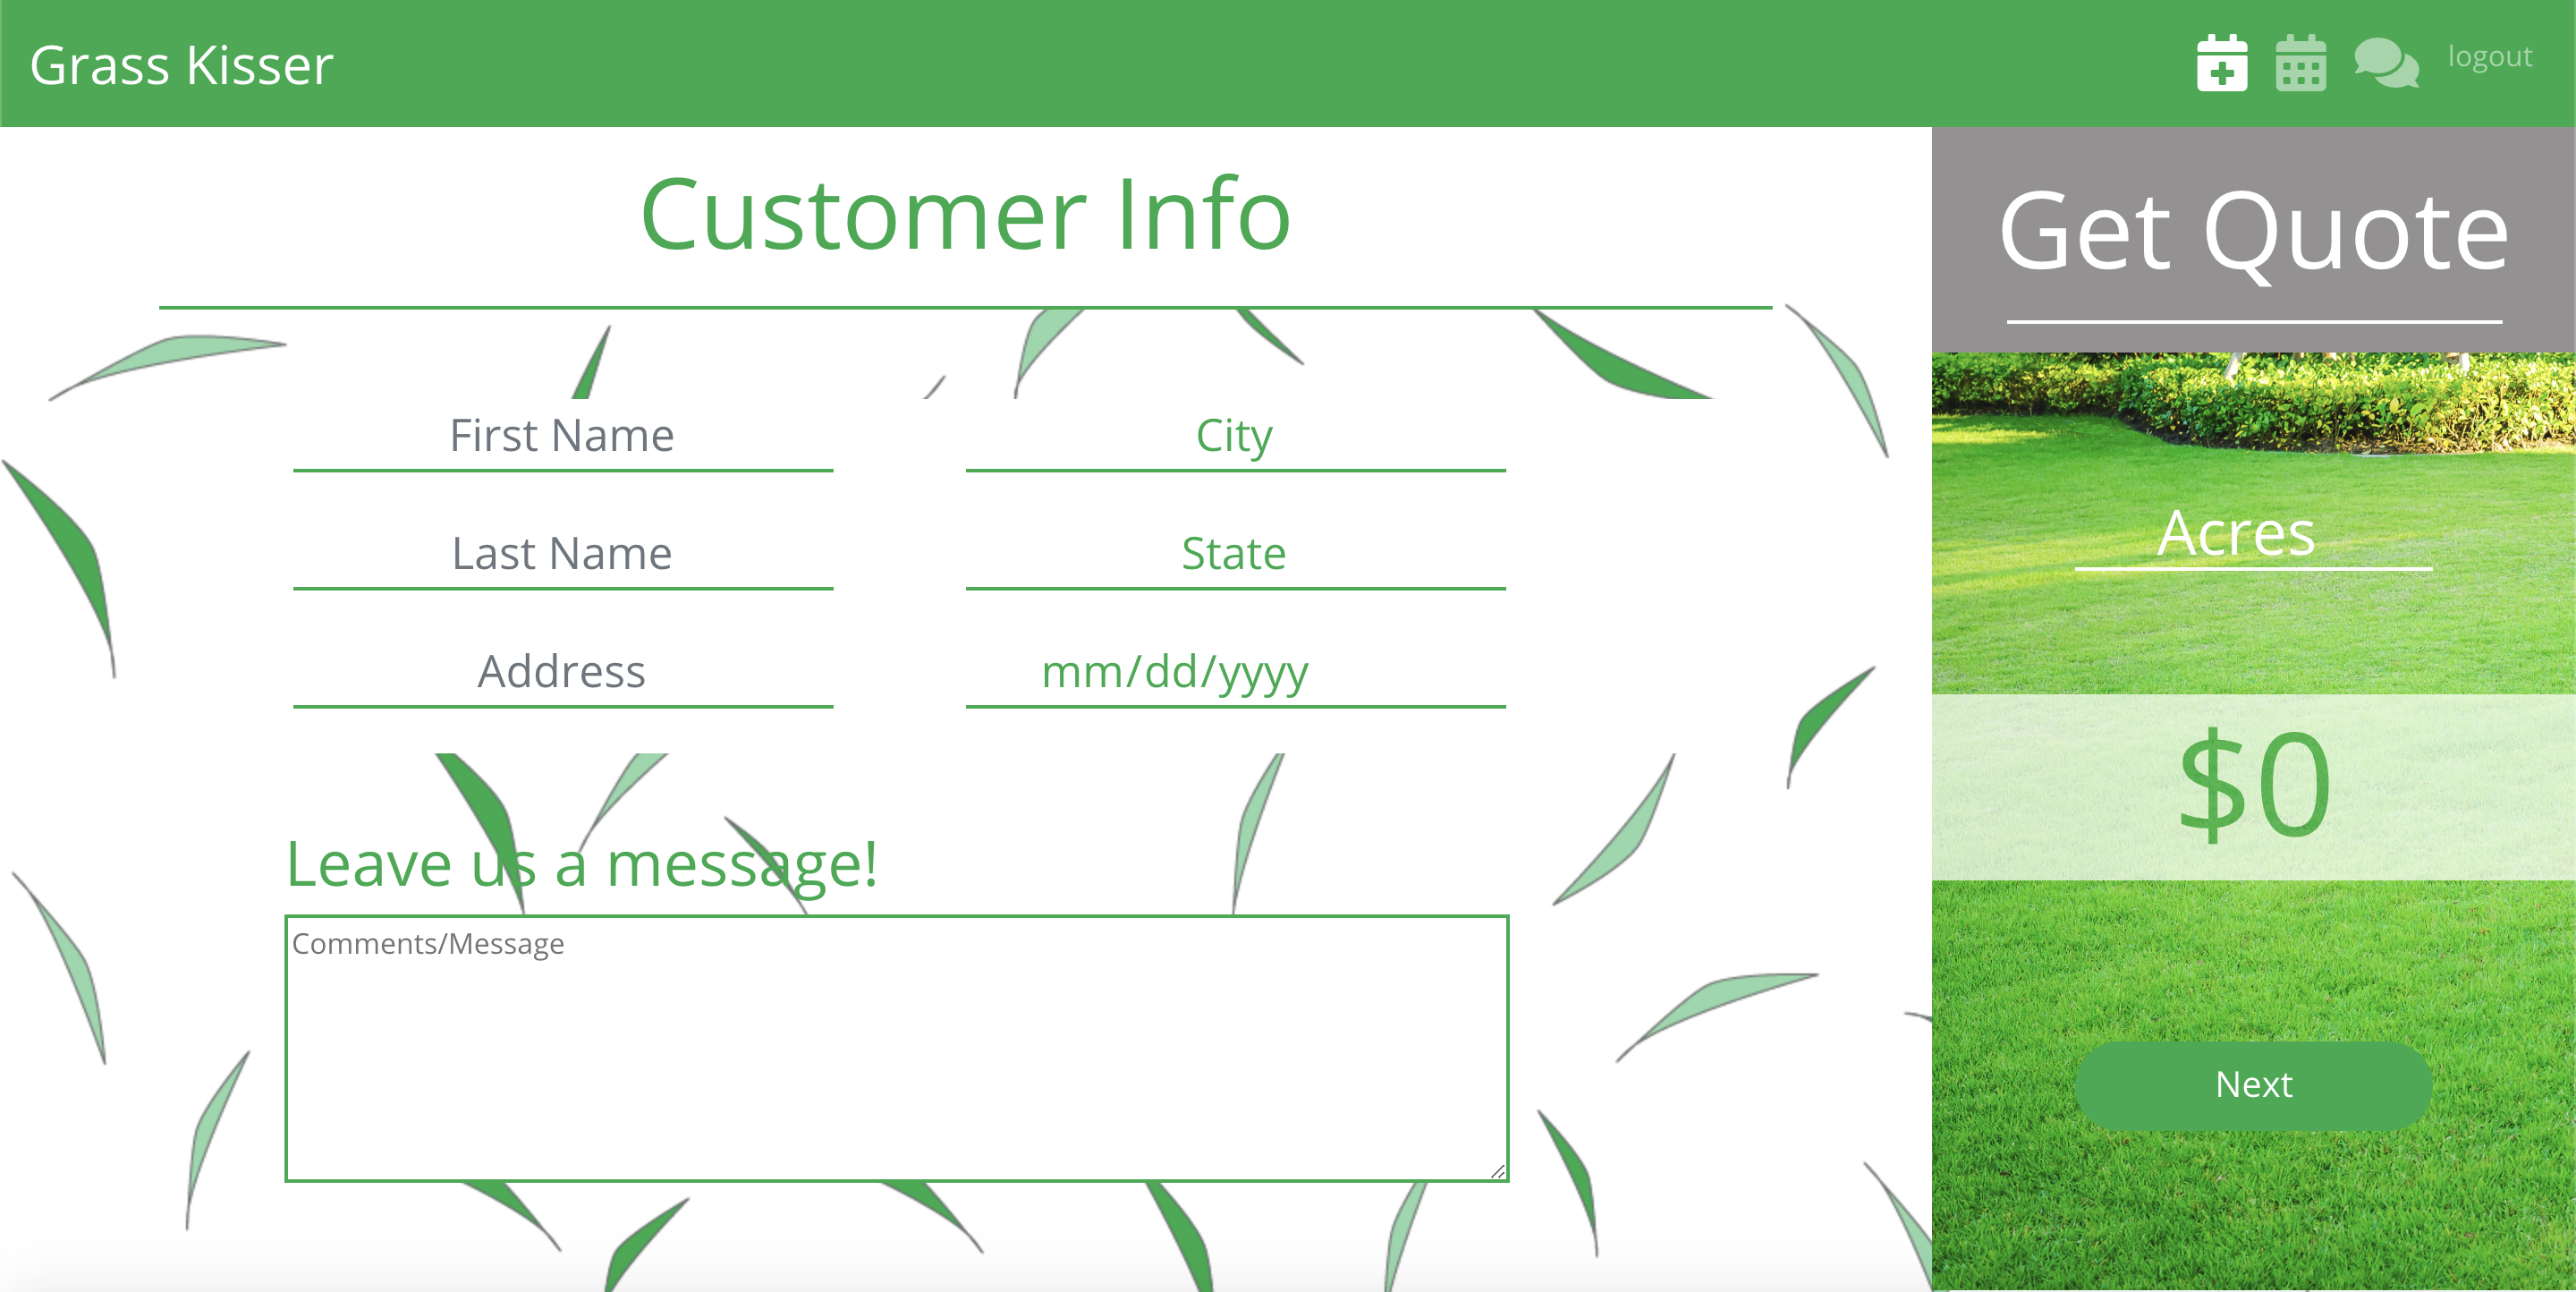 Grass Kisser
logout
Customer Info
First Name
City
Last Name
State
Address
mm/dd/yyyy
Leave us a message!
Comments/Message
Get Quote
Acres
$0
Next